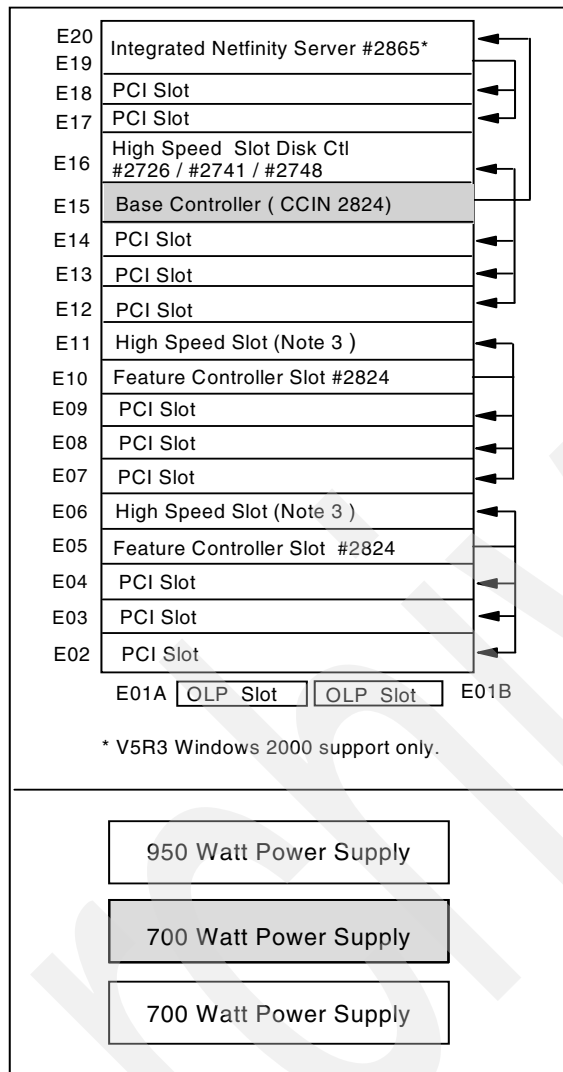 E20
E19 Integrated Netfinity Server #2865*
E18 PCI Slot
E17 PCI Slot
E16 High Speed Slot Disk Ctl
#2726 / #2741 / #2748
E15 Base Controller ( CCIN 2824)
E14 PCI Slot
E13 PCI Slot
E12 PCI Slot
E11 High Speed Slot (Note 3 )
E10 Feature Controller Slot #2824
E09 PCI Slot
E08 PCI Slot
E07 PCI Slot
E06 High Speed Slot (Note 3 )
E05 Feature Controller Slot #2824
E04 PCI Slot
E03 PCI Slot
E02 PCI Slot
E01A OLP Slot OLP Slot E01B
* V5R3 Windows 2000 support only.
950 Watt Power Supply
700 Watt Power Supply
700 Watt Power Supply